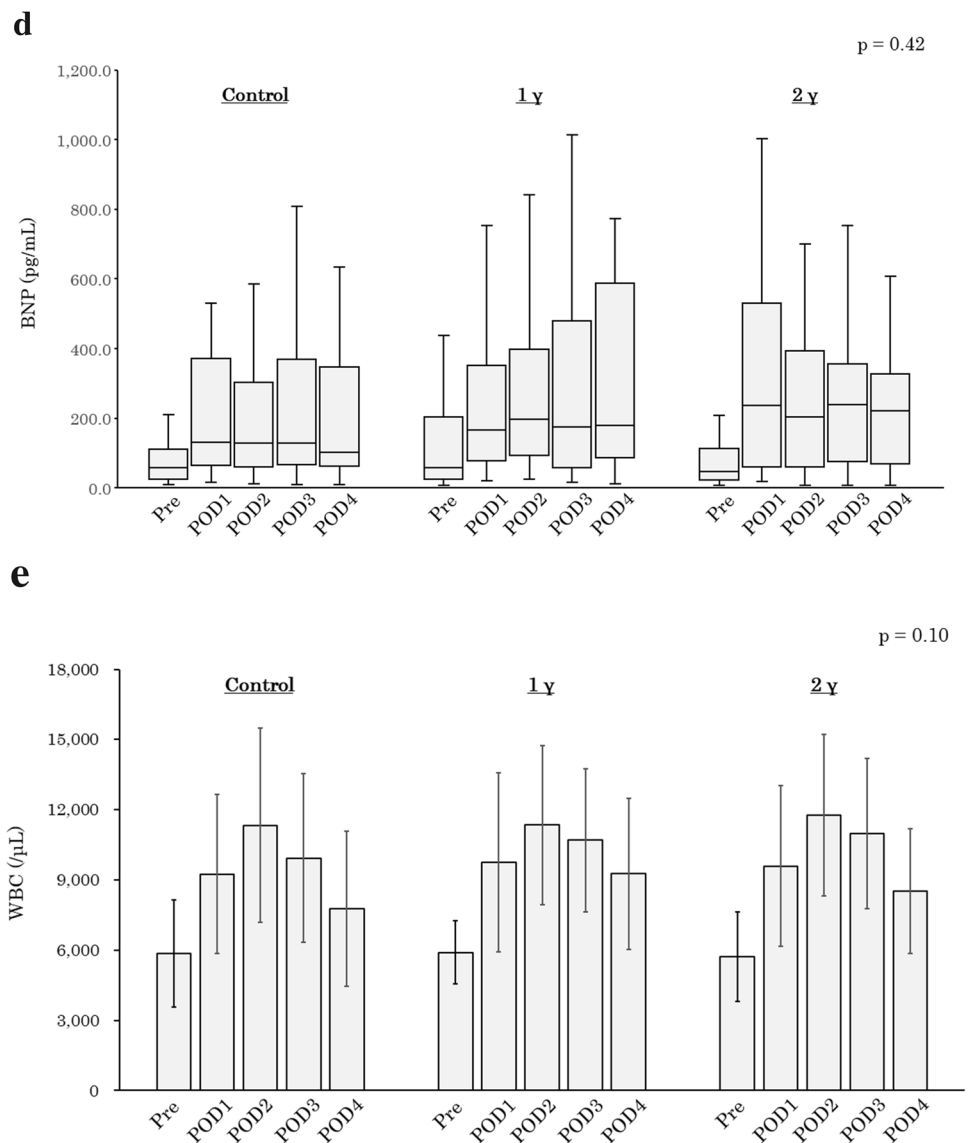 d
p = 0.42
1,200.0
Control
1 γ
2 γ
1,000.0
800.0
BNP (pg/mL)
600.0
400.0
200.0
0.0
Pre POD1 POD2 POD3 POD4 Pre POD1 POD2 POD3 POD4 Pre POD1 POD2 POD3 POD4
e
p = 0.10
18,000
Control
1 γ
2 γ
15,000
12,000
WBC (/µL)
9,000
6,000
3,000
0
Pre POD1 POD2 POD3 POD4 Pre POD1 POD2 POD3 POD4 Pre POD1 POD2 POD3 POD4